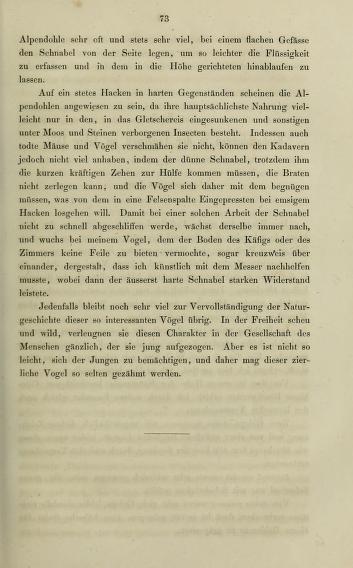 73
Alpendohle sehr oft und stets sehr viel, bei einem flachen Gefässe
den Schnabel von der Seite legen, um so leichter die Flüssigkeit
zu erfassen und in dem in die Höhe gerichteten hinablaufen zu
lassen.
Auf ein stetes Hacken in harten Gegenständen scheinen die Al-
pendohlen angewiesen zu sein, da ihre hauptsächlichste Nahrung viel-
leicht nur in den, in das Gletschereis eingesunkenen und sonstigen
unter Moos und Steinen verborgenen Insecten besteht. Indessen auch
todte Mäuse und Vögel verschmähen sie nicht, können den Kadavern
jedoch nicht viel anhaben, indem der dünne Schnabel, trotzdem ihm
die kurzen kräftigen Zehen zur Hülfe kommen müssen, die Braten
nicht zerlegen kann; und die Vögel sich daher mit dem begnügen
müssen, was von dem in eine Felsenspalte Eingepressten bei emsigem
Hacken losgehen will. Damit bei einer solchen Arbeit der Schnabel
nicht zu schnell abgeschliffen werde, wächst derselbe immer nach,
und wuchs bei meinem Vogel, dem der Boden des Käfigs oder des
Zimmers keine Feile zu bieten vermochte, sogar kreuzweis über
einander, dergestalt, dass ich künstlich mit dem Messer nachhelfen
musste, wobei dann der äusserst harte Schnabel starken Widerstand
leistete.
Jedenfalls bleibt noch sehr viel zur Vervollständigung der Natur-
geschichte dieser so interessanten Vögel übrig. In der Freiheit scheu
und wild, verleugnen sie diesen Charakter in der Gesellschaft des
Menschen gänzlich, der sie jung aufgezogen. Aber es ist nicht so
leicht, sich der Jungen zu bemächtigen, und daher mag dieser zier-
liche Vogel so selten gezähmt werden.